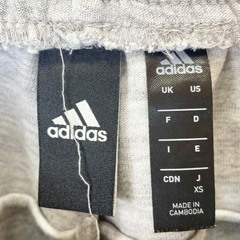 adidas
adidas
UK US
F D
I E
CDN J
XS
MADE IN
CAMBODIA